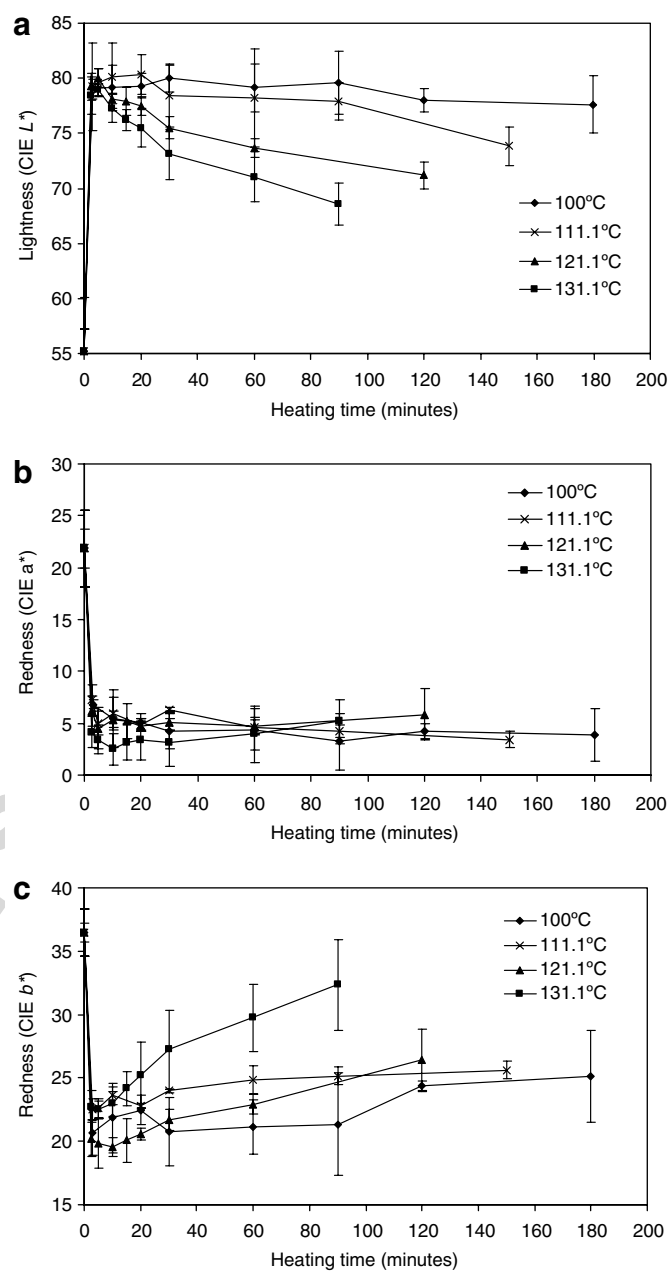 a
85
80
75
70
65
60
55
Lightness (CIE L*)
100ºC
111.1ºC
121.1ºC
131.1ºC
0 20 40 60 80 100 120 140 160 180 200
Heating time (minutes)
b
30
25
20
15
10
5
0
Redness (CIE a*)
100ºC
111.1ºC
121.1ºC
131.1ºC
0 20 40 60 80 100 120 140 160 180 200
Heating time (minutes)
c
40
35
30
25
20
15
Redness (CIE b*)
100ºC
111.1ºC
121.1ºC
131.1ºC
0 20 40 60 80 100 120 140 160 180 200
Heating time (minutes)